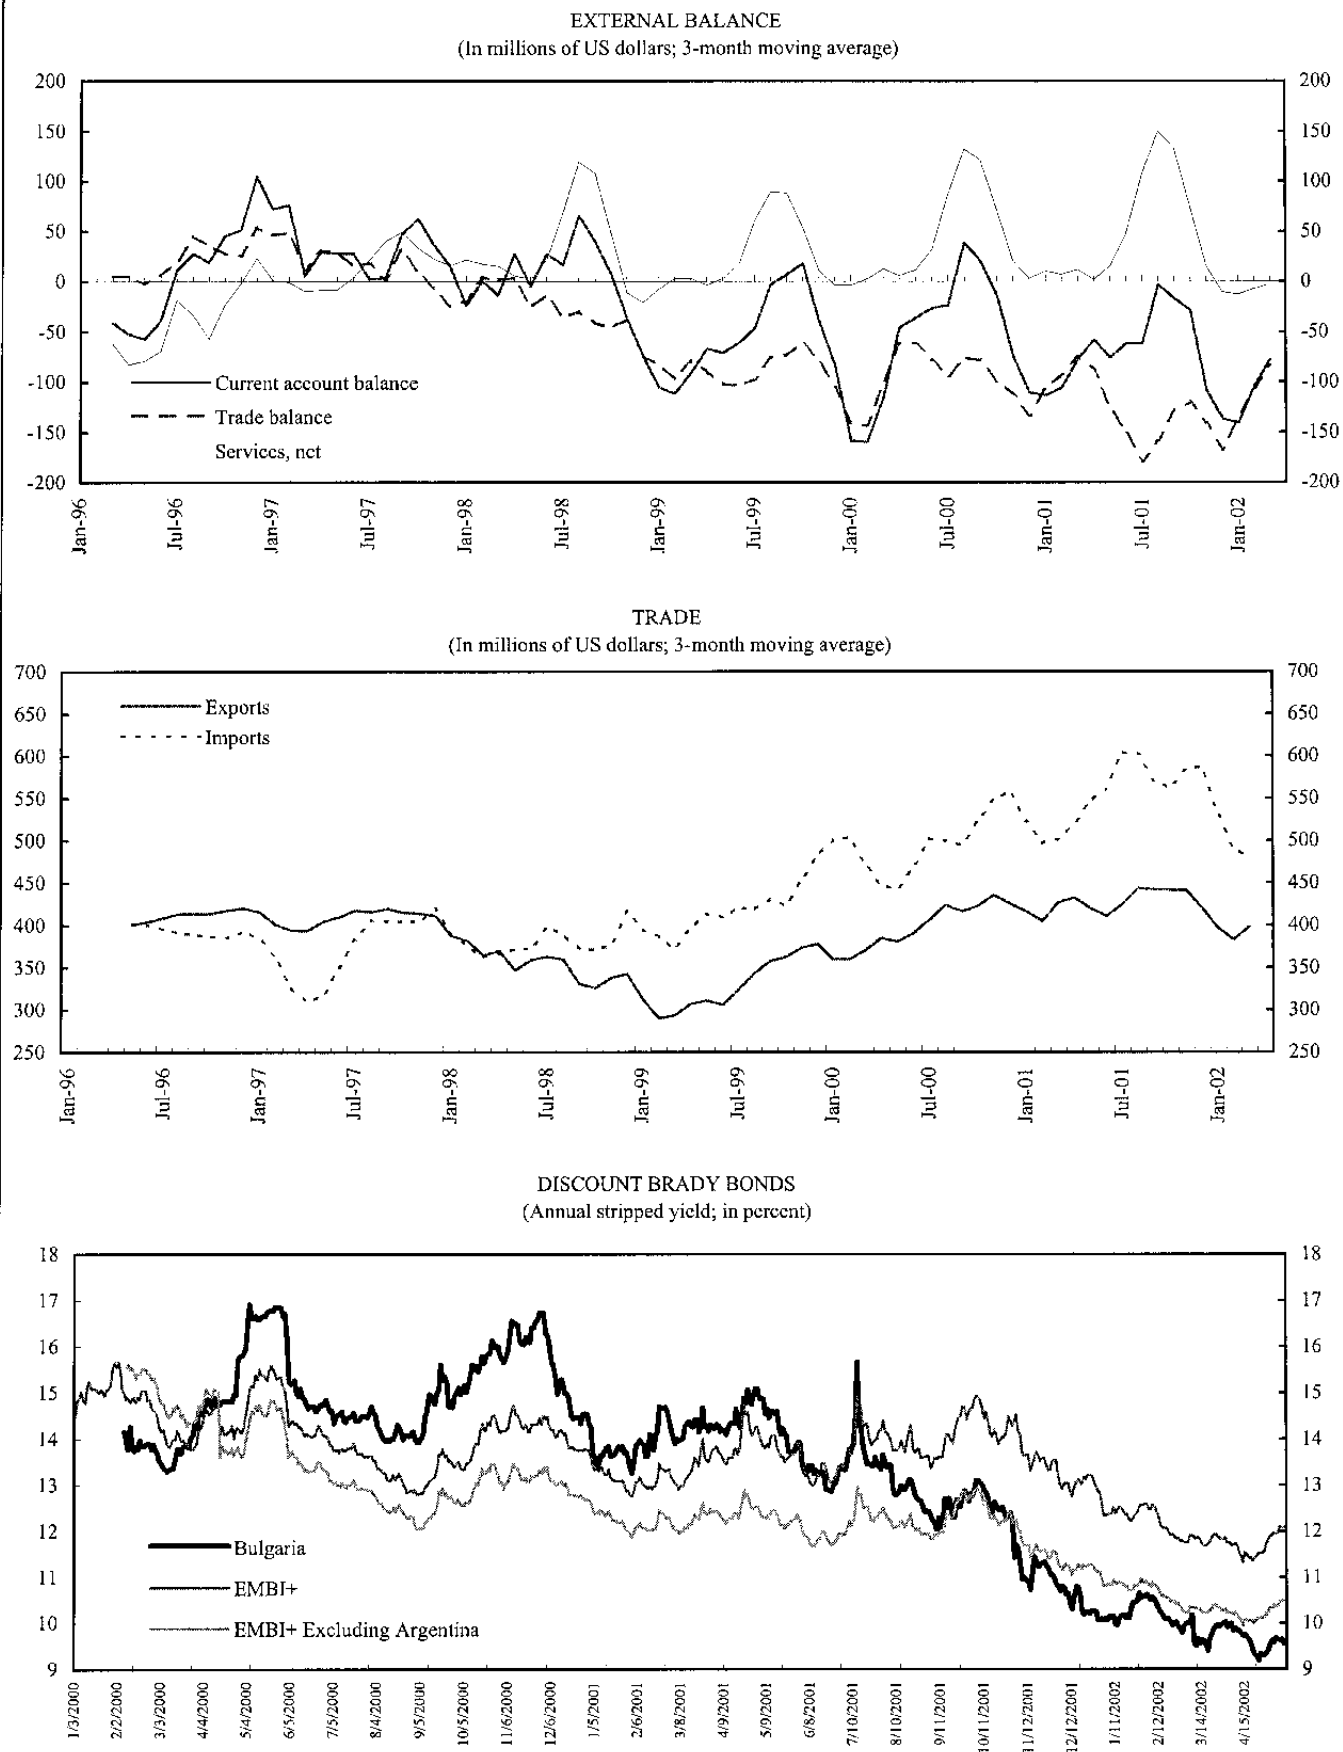 EXTERNAL BALANCE
(In millions of US dollars; 3-month moving average)
200 200
150 150
100 100
50 50
0 0
-50 -50
-100 -100
-150 -150
-200 -200
Current account balance
Trade balance
Services, net
Jan-96 Jul-96 Jan-97 Jul-97 Jan-98 Jul-98 Jan-99 Jul-99 Jan-00 Jul-00 Jan-01 Jul-01 Jan-02
TRADE
(In millions of US dollars; 3-month moving average)
700 700
650 650
600 600
550 550
500 500
450 450
400 400
350 350
300 300
250 250
Exports
Imports
Jan-96 Jul-96 Jan-97 Jul-97 Jan-98 Jul-98 Jan-99 Jul-99 Jan-00 Jul-00 Jan-01 Jul-01 Jan-02
DISCOUNT BRADY BONDS
(Annual stripped yield; in percent)
18 18
17 17
16 16
15 15
14 14
13 13
12 12
11 11
10 10
9 9
Bulgaria
EMBI+
EMBI+ Excluding Argentina
1/3/2000 2/2/2000 3/3/2000 4/4/2000 5/4/2000 6/5/2000 7/5/2000 8/4/2000 9/5/2000 10/5/2000 11/6/2000 12/6/2000 1/5/2001 2/6/2001 3/8/2001 4/9/2001 5/9/2001 6/8/2001 7/10/2001 8/10/2001 9/11/2001 10/11/2001 11/12/2001 12/12/2001 1/11/2002 2/12/2002 3/14/2002 4/15/2002